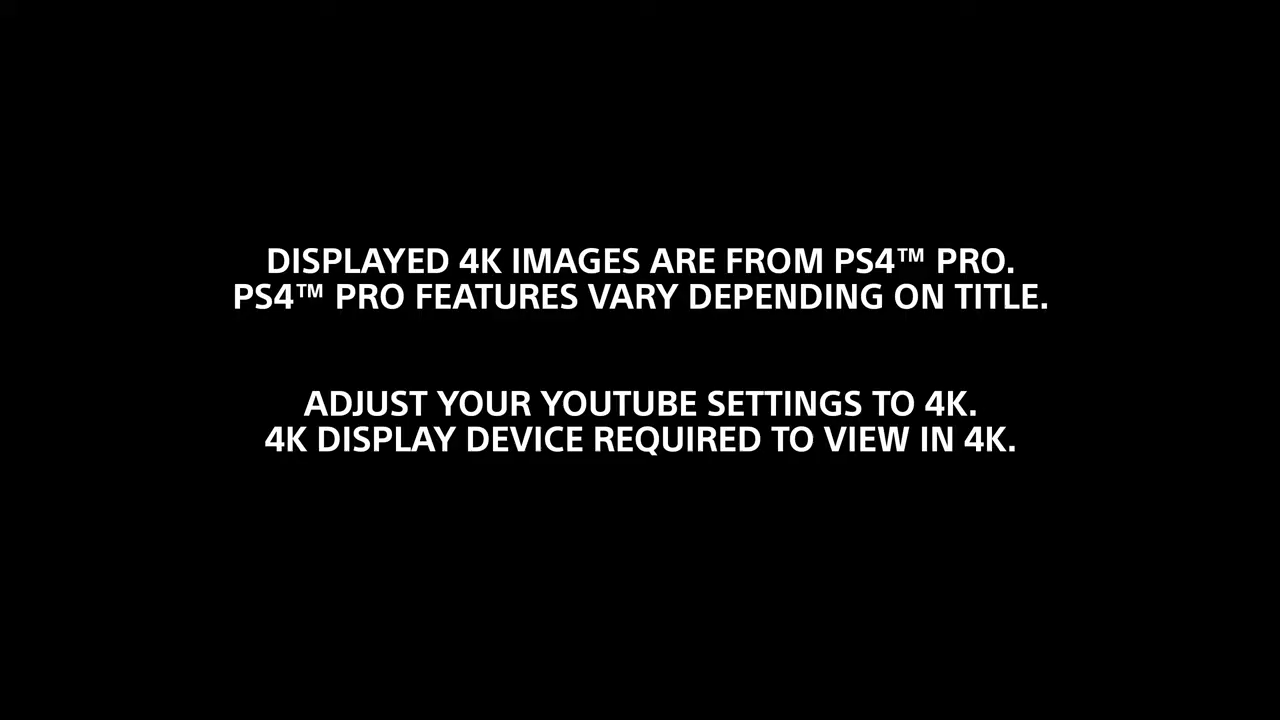 DISPLAYED 4K IMAGES ARE FROM PS4™ PRO.
PS4™ PRO FEATURES VARY DEPENDING ON TITLE.
ADJUST YOUR YOUTUBE SETTINGS TO 4K.
4K DISPLAY DEVICE REQUIRED TO VIEW IN 4K.